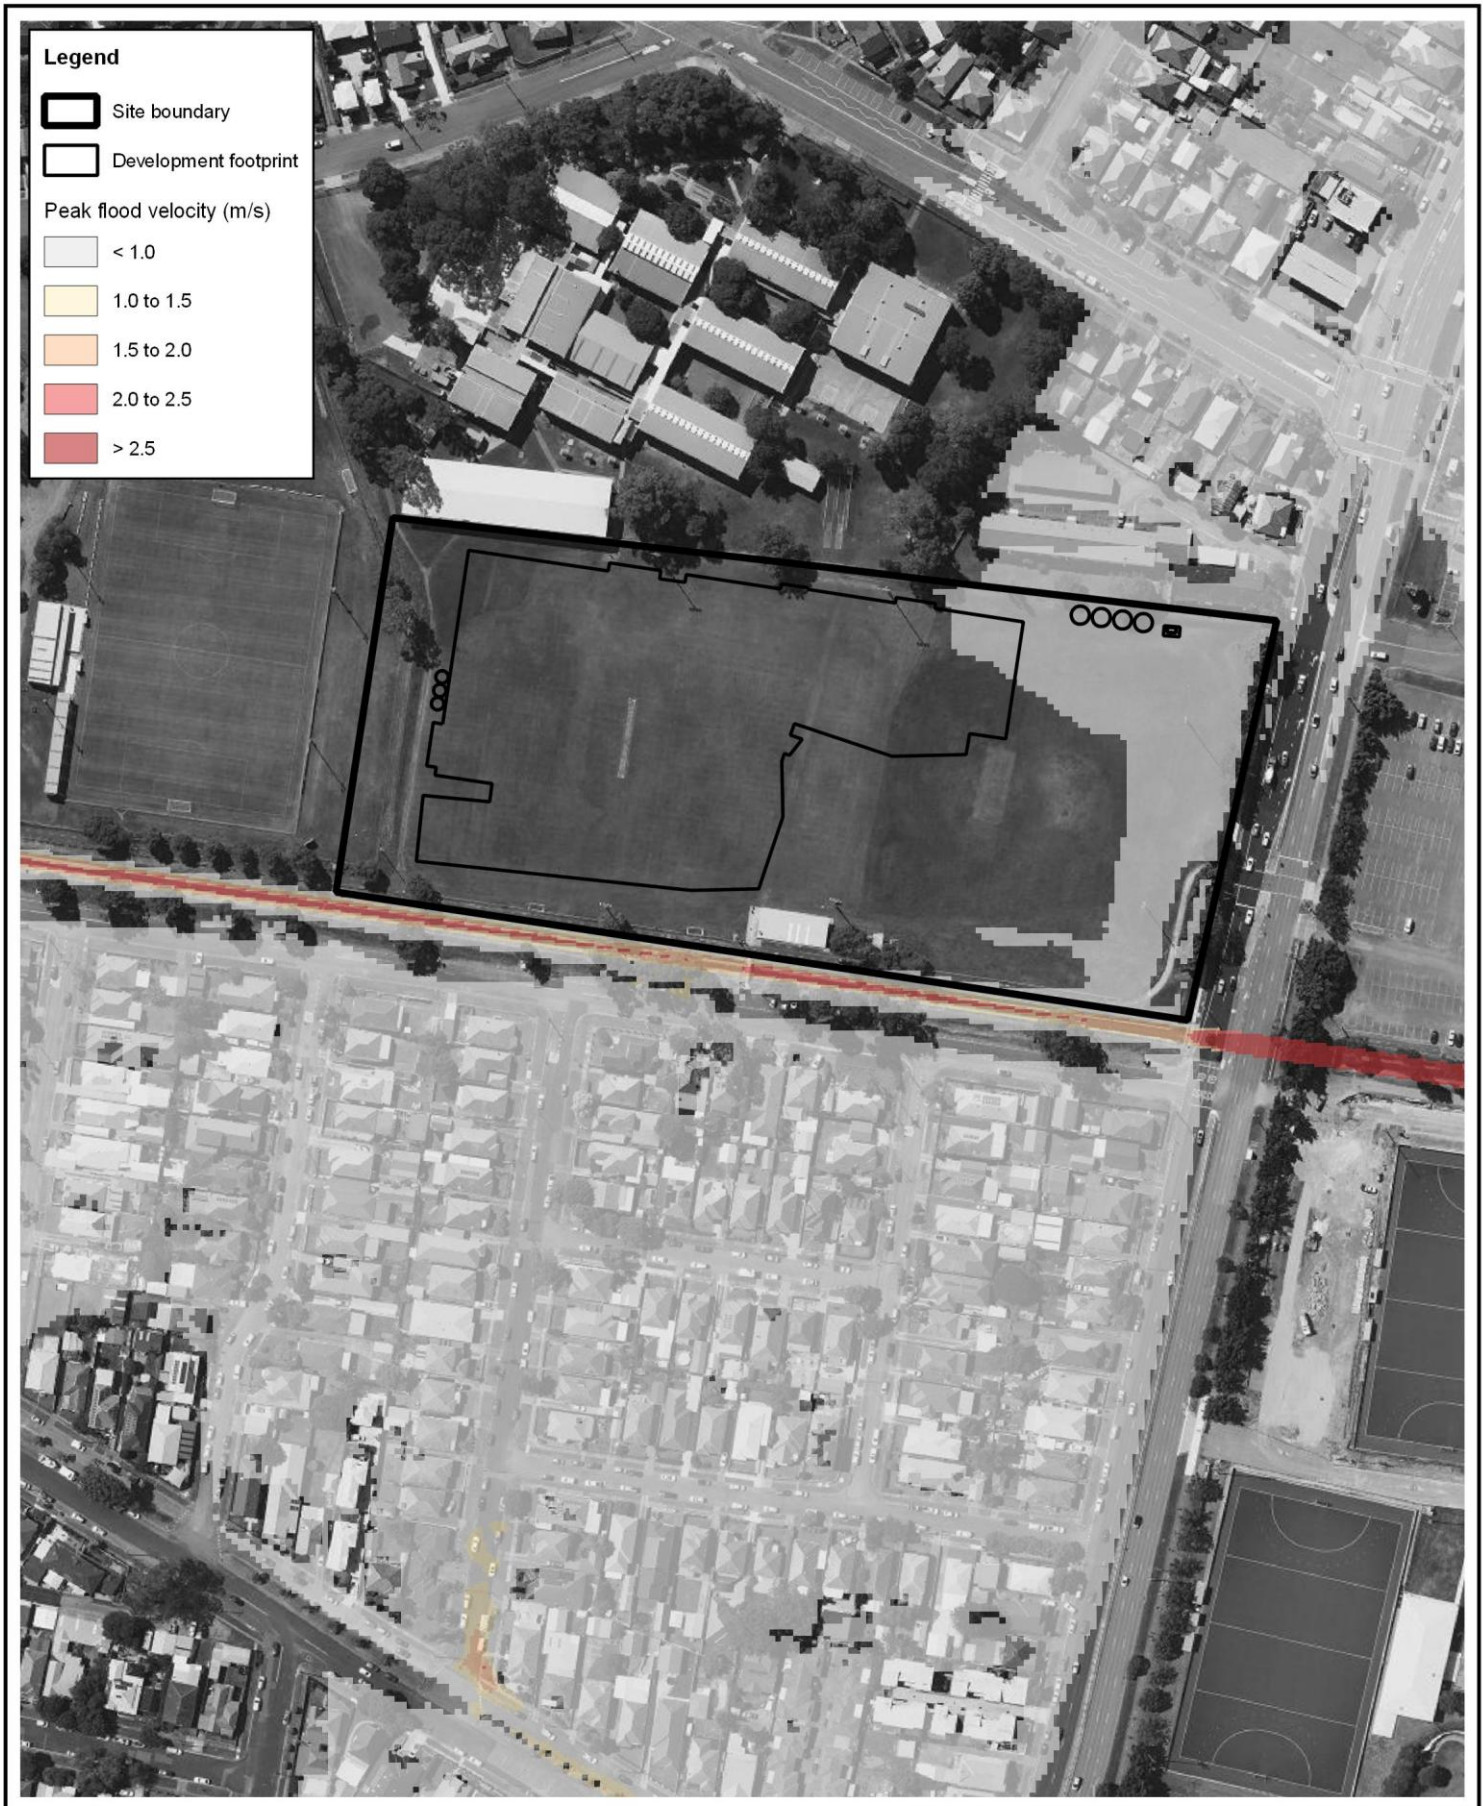 Legend
Site boundary
Development footprint
Peak flood velocity (m/s)
< 1.0
1.0 to 1.5
1.5 to 2.0
2.0 to 2.5
> 2.5